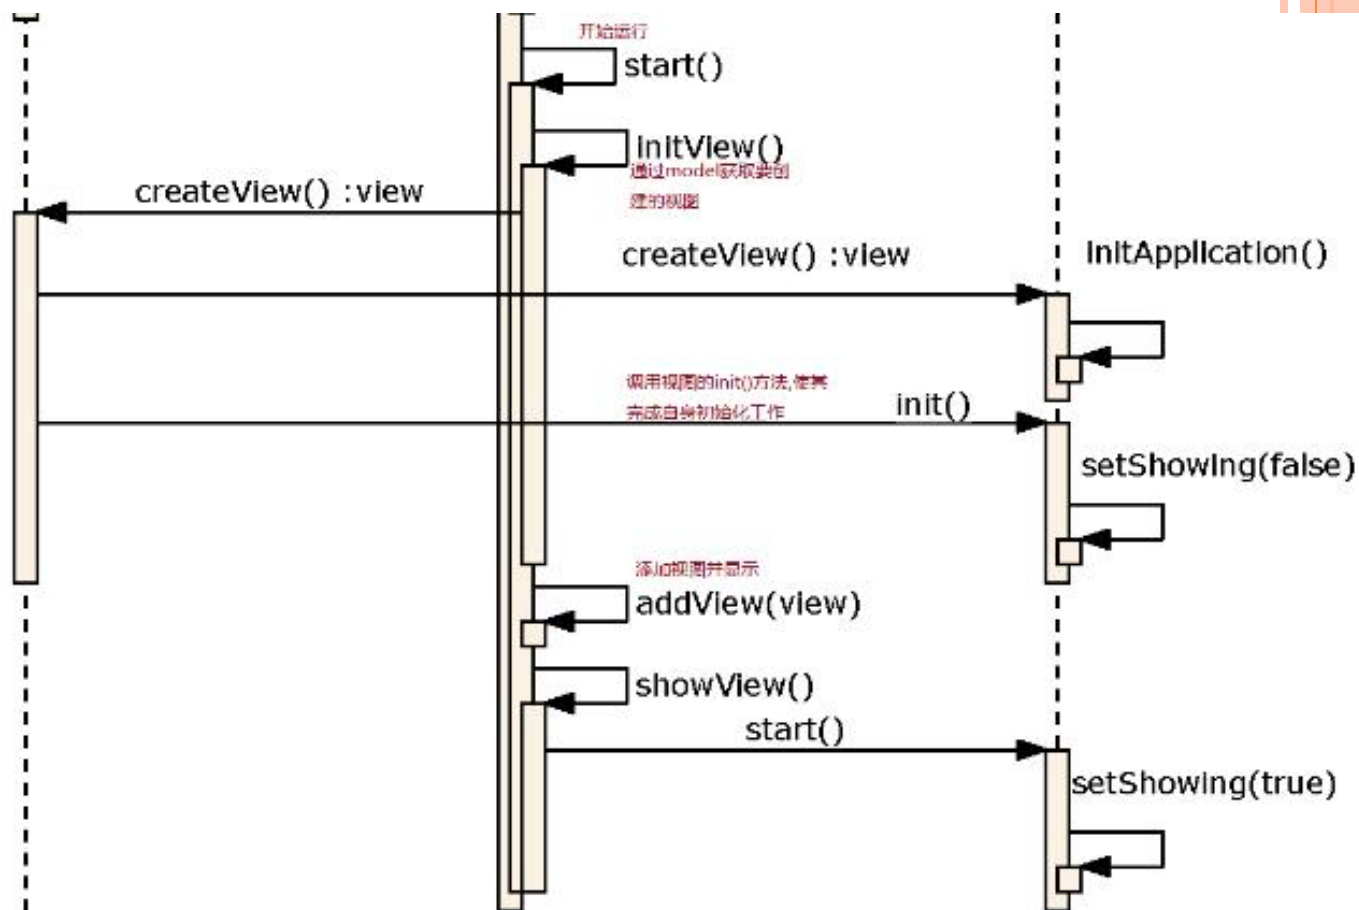 开始运行
start()
initView()
通过model获取要创
建的视图
createView() :view
createView() :view
initApplication()
调用视图的init()方法,使其
完成自身初始化工作
init()
setShowing(false)
添加视图并显示
addView(view)
showView()
start()
setShowing(true)